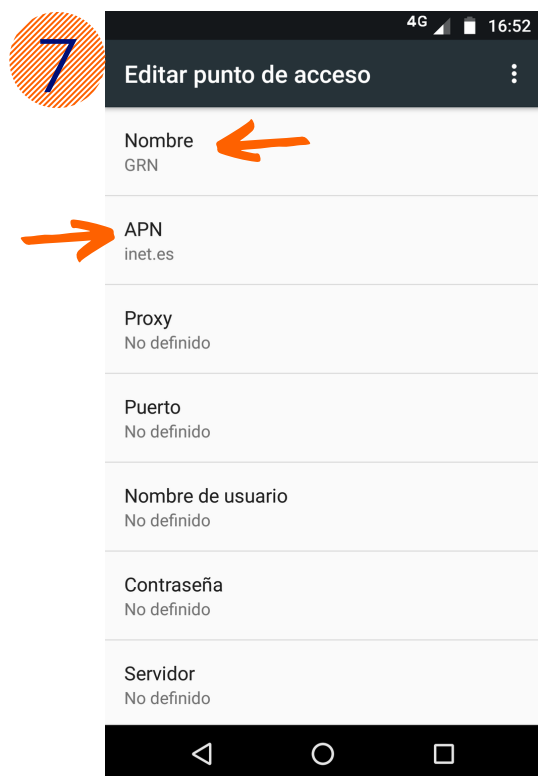 7
4G 16:52
Editar punto de acceso
Nombre
GRN
APN
inet.es
Proxy
No definido
Puerto
No definido
Nombre de usuario
No definido
Contraseña
No definido
Servidor
No definido